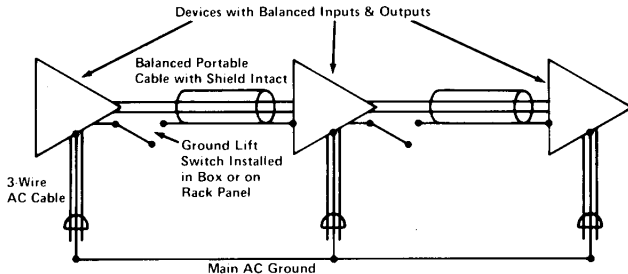 Devices with Balanced Inputs & Outputs
Balanced Portable
Cable with Shield Intact
Ground Lift
Switch Installed
in Box or on
Rack Panel
3-Wire
AC Cable
Main AC Ground